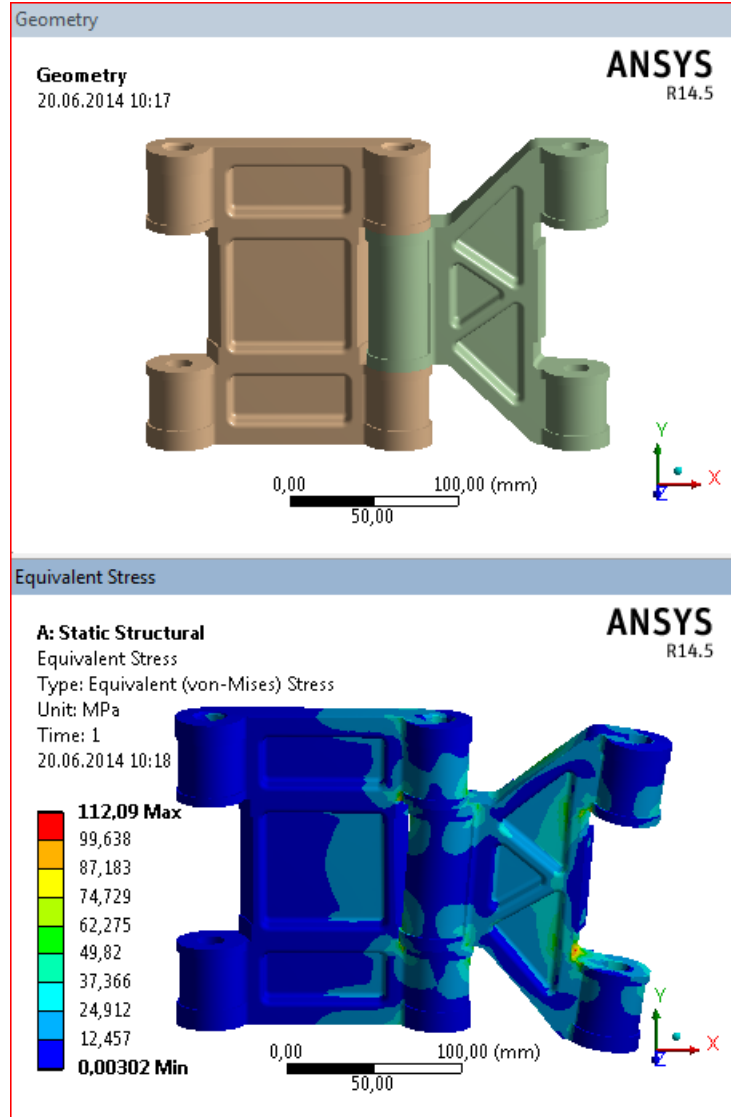 Geometry
Geometry
20.06.2014 10:17
ANSYS
R14.5
0,00
100,00 (mm)
50,00
Y
X
Z
Equivalent Stress
A: Static Structural
Equivalent Stress
Type: Equivalent (von-Mises) Stress
Unit: MPa
Time: 1
20.06.2014 10:18
ANSYS
R14.5
112,09 Max
99,638
87,183
74,729
62,275
49,82
37,366
24,912
12,457
0,00302 Min
0,00
100,00 (mm)
50,00
Y
X
Z